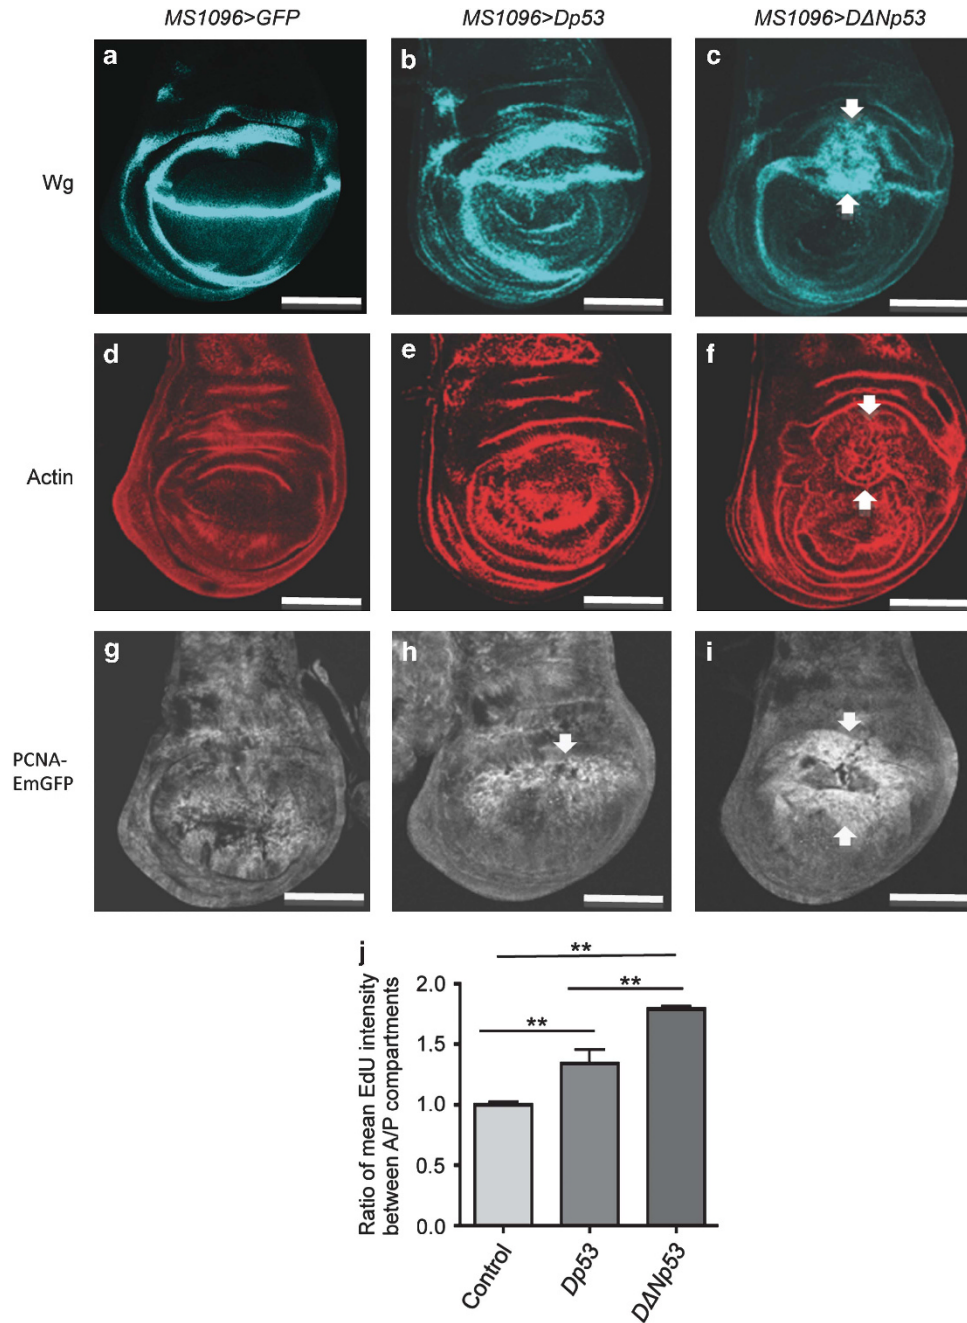 MS1096>GFP MS1096>Dp53 MS1096>DΔNp53
a b c
Wg
d e f
Actin
g h i
PCNA-
EmGFP
j
**
**
**
Ratio of mean EdU intensity
between A/P compartments
2.0
1.5
1.0
0.5
0.0
Control
Dp53
DΔNp53